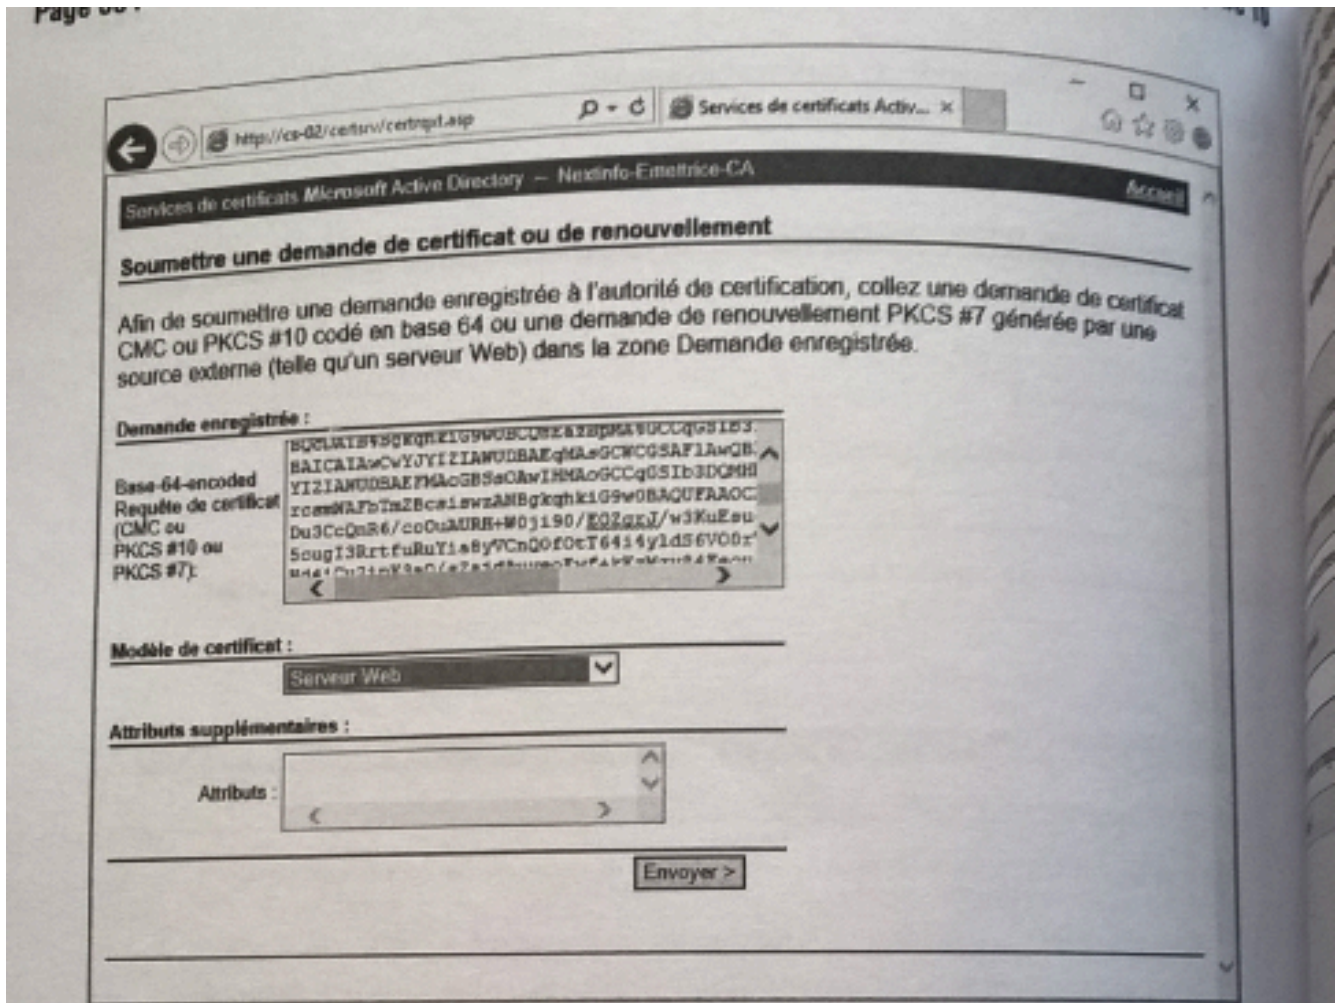 Page
http://cs-02/certsrv/certrqxt.asp
Services de certificats Activ...
Services de certificats Microsoft Active Directory -- Nextinfo-Emettrice-CA
Accueil
Soumettre une demande de certificat ou de renouvellement
Afin de soumettre une demande enregistrée à l'autorité de certification, collez une demande de certificat
CMC ou PKCS #10 codé en base 64 ou une demande de renouvellement PKCS #7 générée par une
source externe (telle qu'un serveur Web) dans la zone Demande enregistrée.
Demande enregistrée :
Base-64-encoded
Requête de certificat
(CMC ou
PKCS #10 ou
PKCS #7):
Modèle de certificat :
Serveur Web
Attributs supplémentaires :
Attributs :
Envoyer >